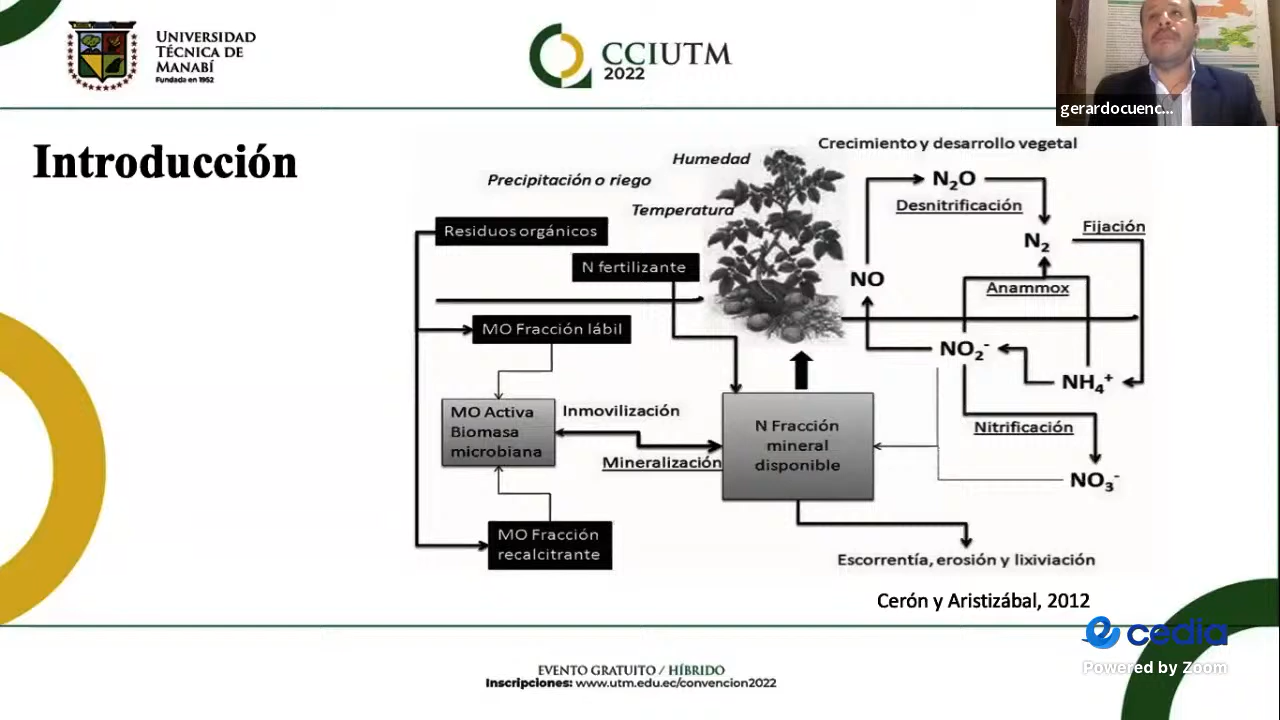 UNIVERSIDAD
TÉCNICA DE
MANABÍ
Fundada en 1952
CCIUTM
2022
gerardocuenc...
Introducción
Crecimiento y desarrollo vegetal
Humedad
Precipitación o riego
Temperatura
N₂O
Desnitrificación
Fijación
Residuos orgánicos
N₂
N fertilizante
NO
Anammox
MO Fracción lábil
NO₂⁻
NH₄⁺
MO Activa
Biomasa
microbiana
Inmovilización
Mineralización
N Fracción
mineral
disponible
Nitrificación
NO₃⁻
MO Fracción
recalcitrante
Escorrentía, erosión y lixiviación
Cerón y Aristizábal, 2012
cedia
Powered by Zoom
EVENTO GRATUITO / HÍBRIDO
Inscripciones: www.utm.edu.ec/convencion2022